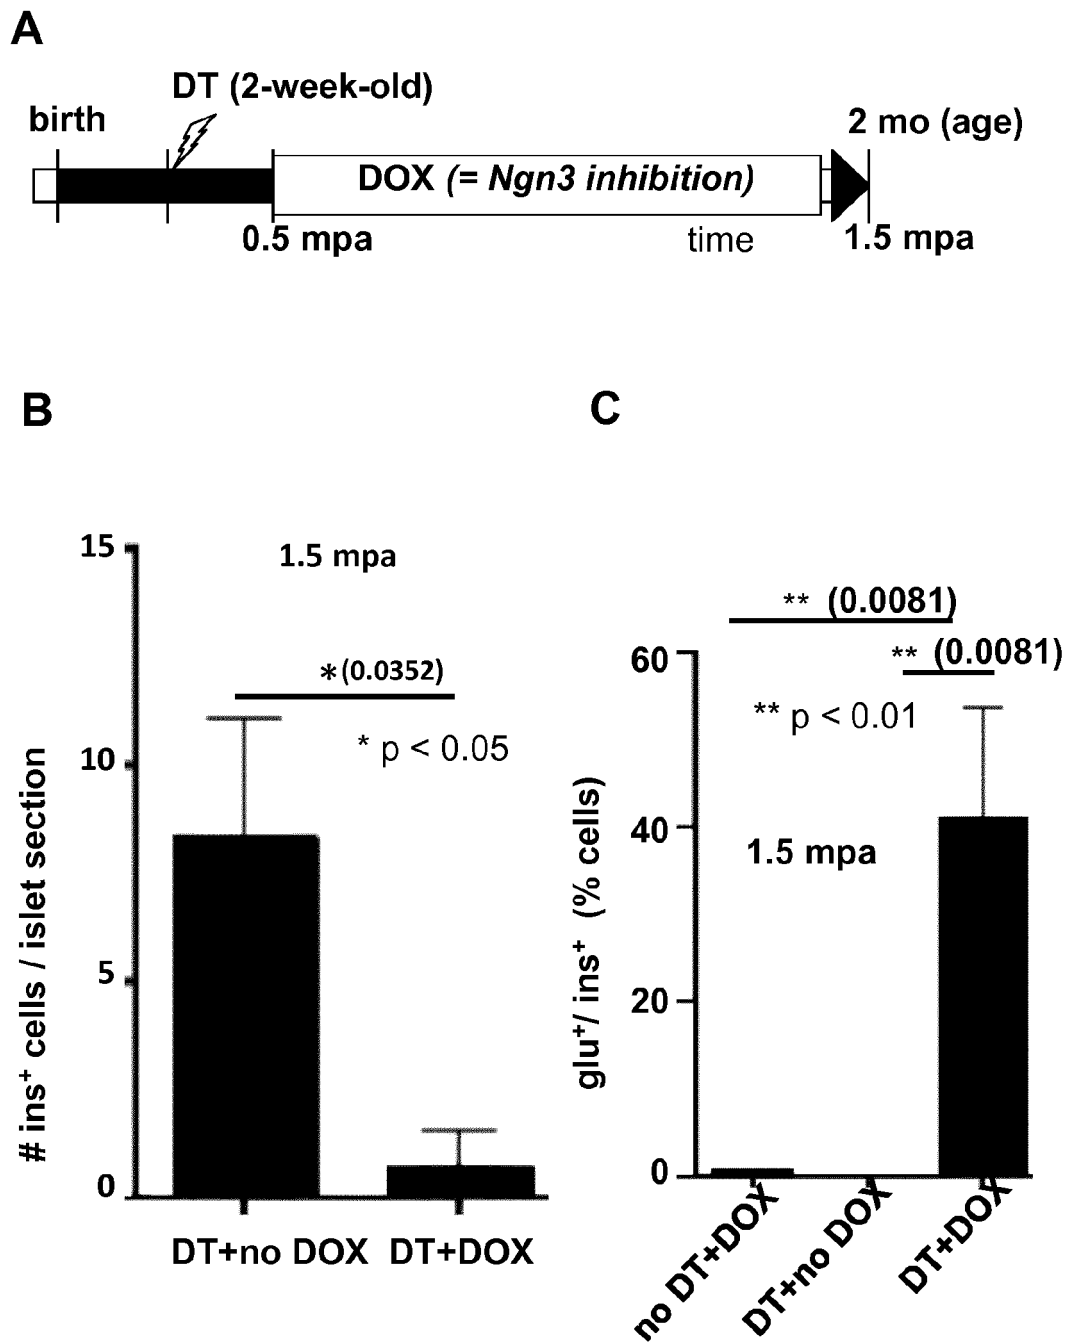 A
DT (2-week-old)
birth
2 mo (age)
DOX (= Ngn3 inhibition)
0.5 mpa
time
1.5 mpa
B
15
1.5 mpa
*(0.0352)
* p < 0.05
10
5
0
# ins⁺ cells / islet section
DT+no DOX
DT+DOX
C
** (0.0081)
** (0.0081)
60
** p < 0.01
40
1.5 mpa
20
0
glu⁺/ ins⁺ (% cells)
no DT+DOX
DT+no DOX
DT+DOX